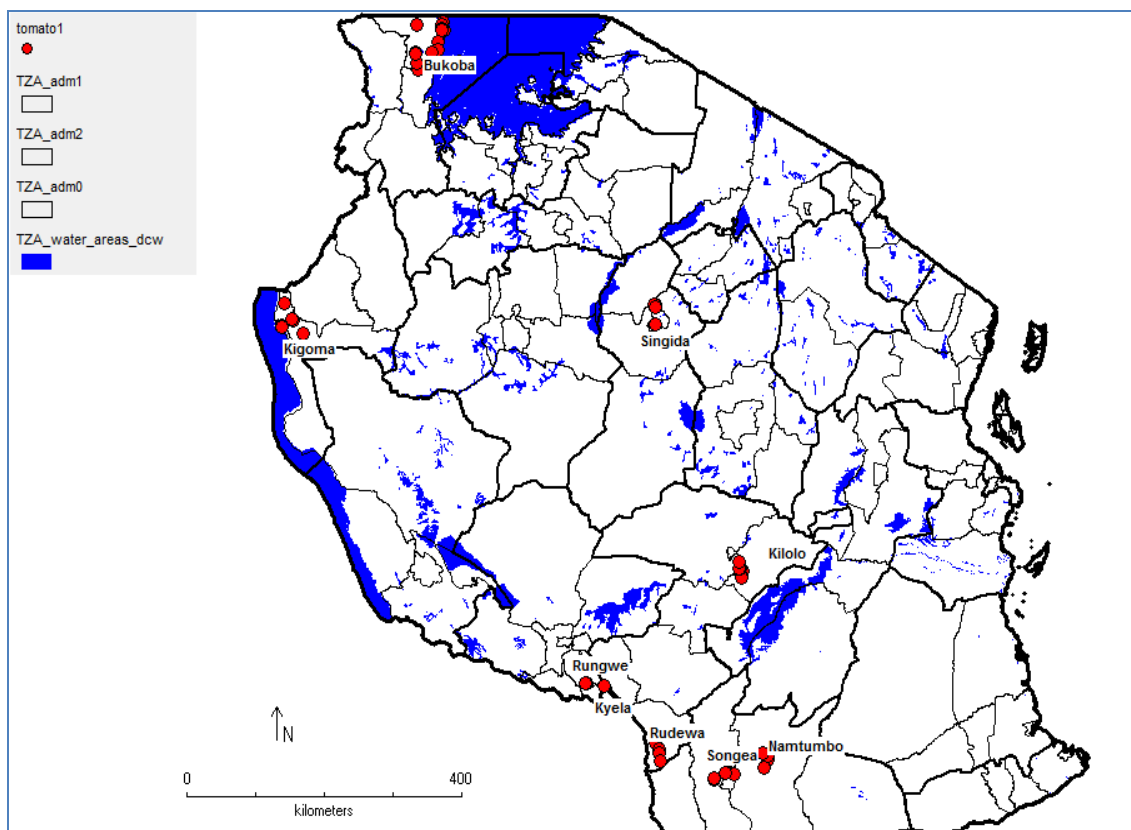 tomato1
TZA_adm1
TZA_adm2
TZA_adm0
TZA_water_areas_dcw
Bukoba
Kigoma
Singida
Kilolo
Rungwe
Kyela
Rudewa
Songea
Namtumbo
N
0 400
kilometers